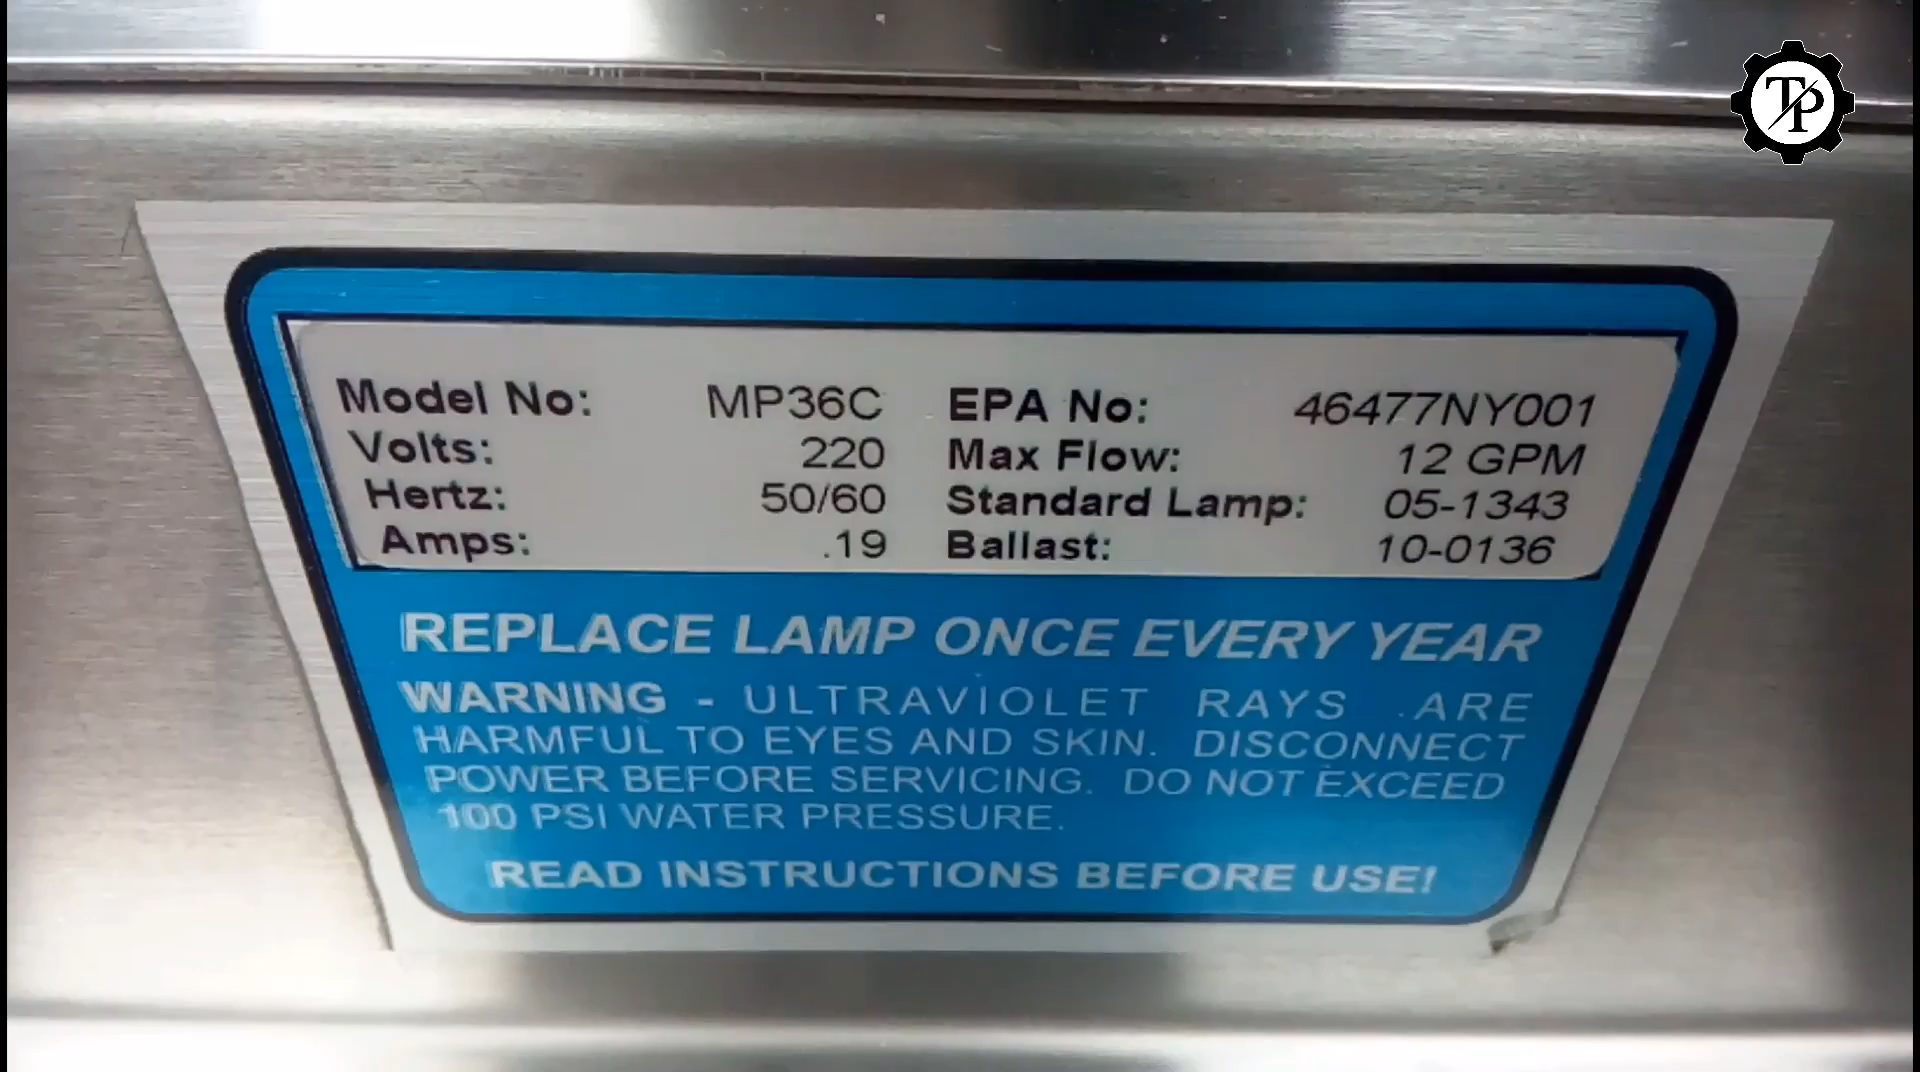 TP
Model No: MP36C EPA No: 46477NY001
Volts: 220 Max Flow: 12 GPM
Hertz: 50/60 Standard Lamp: 05-1343
Amps: .19 Ballast: 10-0136
REPLACE LAMP ONCE EVERY YEAR
WARNING - ULTRAVIOLET RAYS ARE
HARMFUL TO EYES AND SKIN. DISCONNECT
POWER BEFORE SERVICING. DO NOT EXCEED
100 PSI WATER PRESSURE.
READ INSTRUCTIONS BEFORE USE!